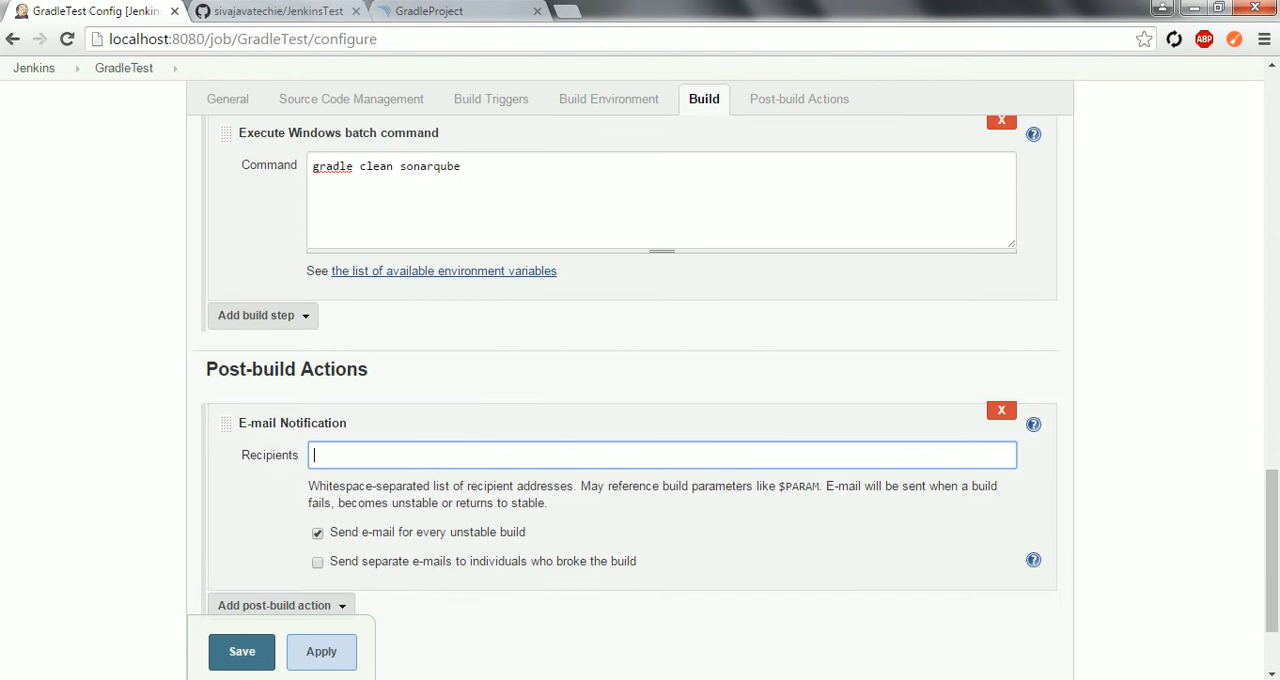 GradleTest Config [Jenkins
sivajavatechie/JenkinsTest
GradleProject
localhost:8080/job/GradleTest/configure
ABP
Jenkins
GradleTest
General
Source Code Management
Build Triggers
Build Environment
Build
Post-build Actions
Execute Windows batch command
X
?
Command
gradle clean sonarqube
See the list of available environment variables
Add build step
Post-build Actions
X
E-mail Notification
?
Recipients
Whitespace-separated list of recipient addresses. May reference build parameters like $PARAM. E-mail will be sent when a build
fails, becomes unstable or returns to stable.
Send e-mail for every unstable build
Send separate e-mails to individuals who broke the build
?
Add post-build action
Save
Apply